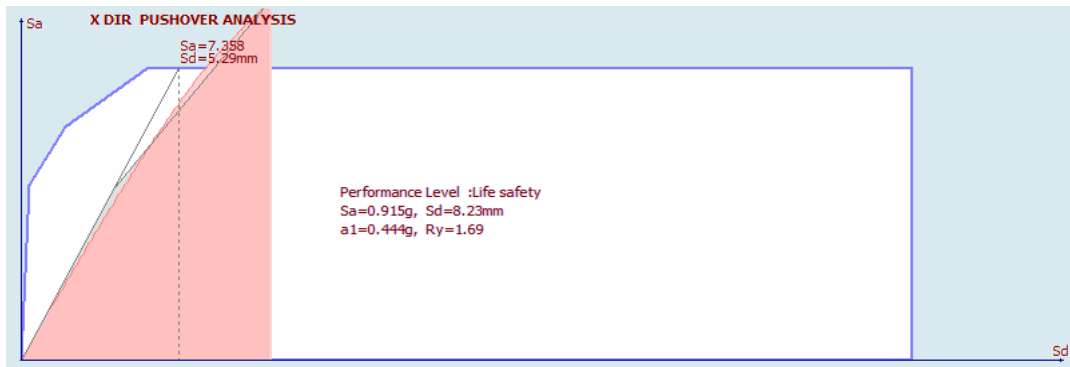 Sa
X DIR PUSHOVER ANALYSIS
Sa=7.358
Sd=5.29mm
Performance Level :Life safety
Sa=0.915g, Sd=8.23mm
a1=0.444g, Ry=1.69
Sd